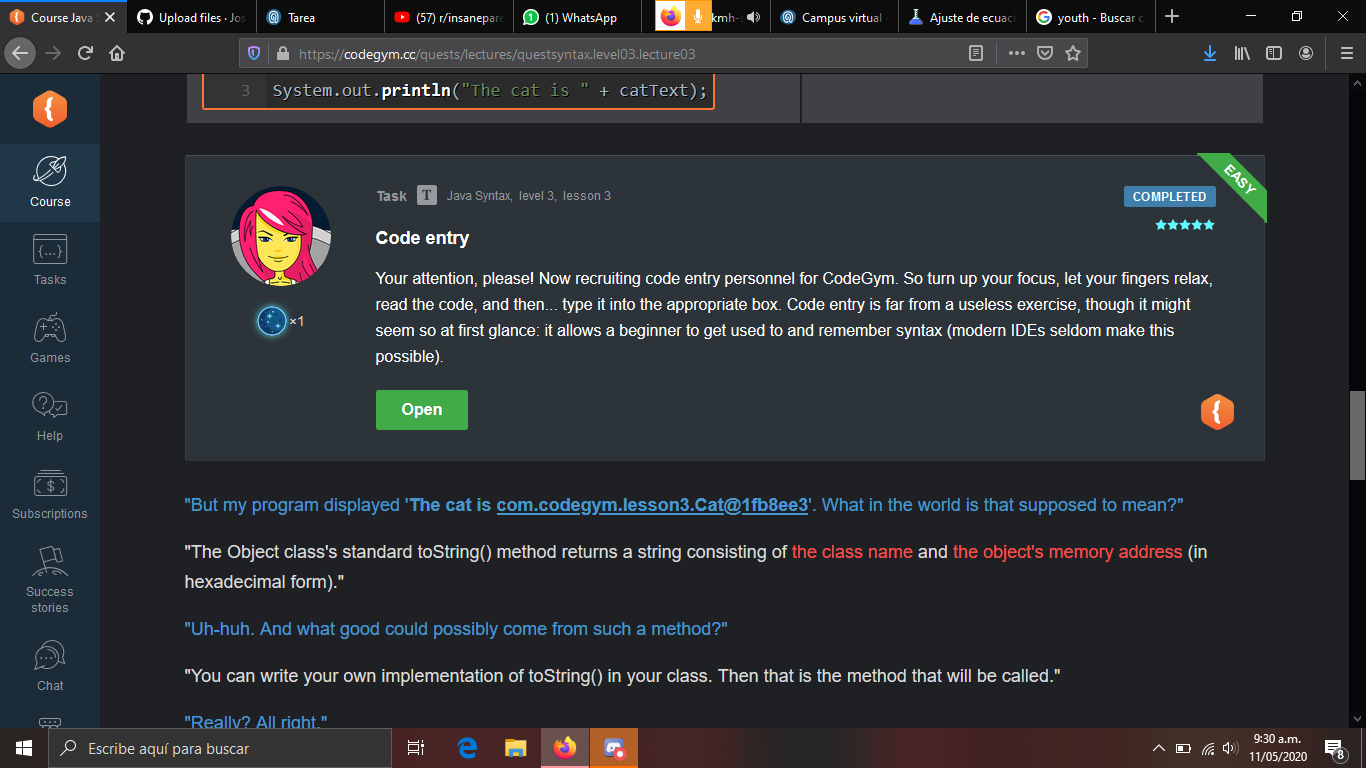 Course Java S
Upload files · Jos
Tarea
(57) r/insanepare
(1) WhatsApp
kmh-
Campus virtual
Ajuste de ecuaci
youth - Buscar c
https://codegym.cc/quests/lectures/questsyntax.level03.lecture03
3 System.out.println("The cat is " + catText);
Course
Tasks
Games
Help
Subscriptions
Success
stories
Chat
EASY
Task T Java Syntax, level 3, lesson 3
COMPLETED
Code entry
Your attention, please! Now recruiting code entry personnel for CodeGym. So turn up your focus, let your fingers relax,
read the code, and then... type it into the appropriate box. Code entry is far from a useless exercise, though it might
seem so at first glance: it allows a beginner to get used to and remember syntax (modern IDEs seldom make this
possible).
×1
Open
"But my program displayed 'The cat is com.codegym.lesson3.Cat@1fb8ee3'. What in the world is that supposed to mean?"
"The Object class's standard toString() method returns a string consisting of the class name and the object's memory address (in
hexadecimal form)."
"Uh-huh. And what good could possibly come from such a method?"
"You can write your own implementation of toString() in your class. Then that is the method that will be called."
"Really? All right."
Escribe aquí para buscar
9:30 a.m.
11/05/2020
8